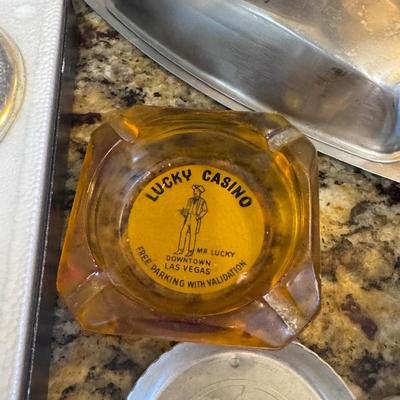 LUCKY CASINO
MR LUCKY
DOWNTOWN
LAS VEGAS
FREE PARKING WITH VALIDATION